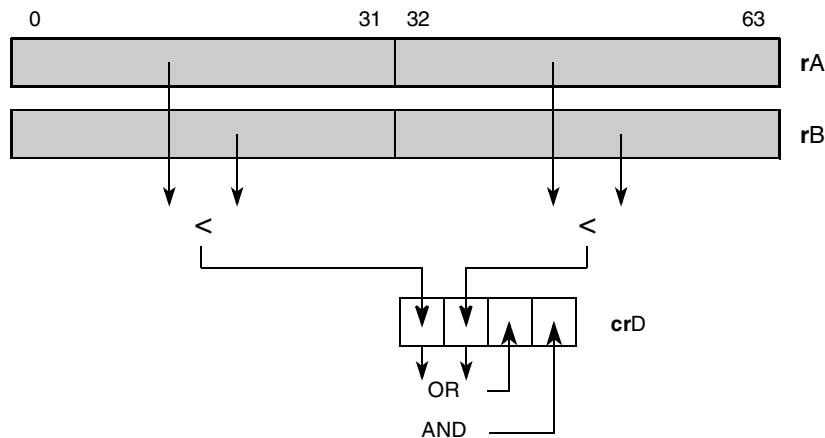 0 31 32 63
rA
rB
< <
crD
OR
AND